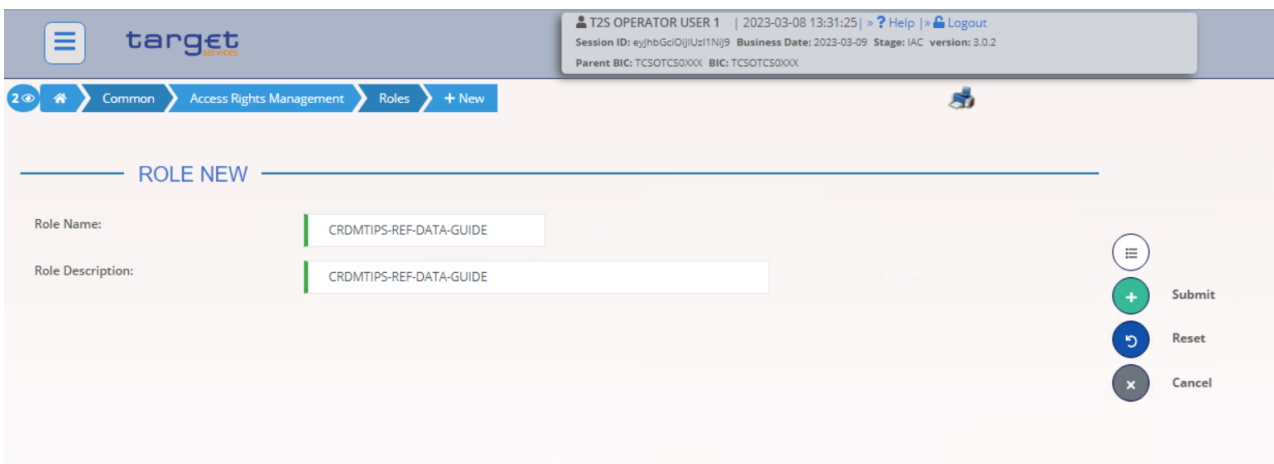 target
services
T2S OPERATOR USER 1 | 2023-03-08 13:31:25| » ? Help |» Logout
Session ID: eyJhbGciOiJIUzI1NiJ9 Business Date: 2023-03-09 Stage: IAC version: 3.0.2
Parent BIC: TCSOTCS0XXX BIC: TCSOTCS0XXX
2 Common Access Rights Management Roles + New
ROLE NEW
Role Name: CRDMTIPS-REF-DATA-GUIDE
Role Description: CRDMTIPS-REF-DATA-GUIDE
Submit
Reset
Cancel